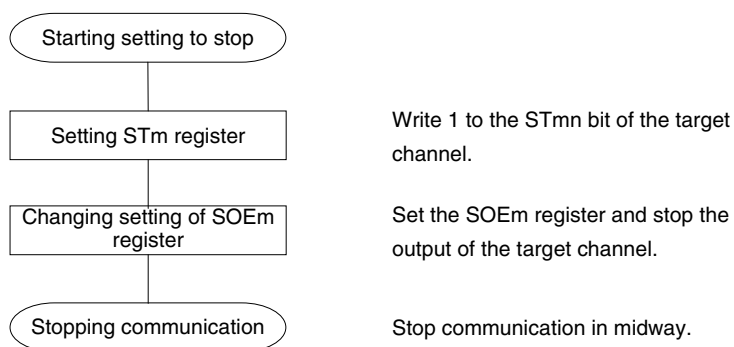 Starting setting to stop
Setting STm register
Write 1 to the STmn bit of the target
channel.
Changing setting of SOEm
register
Set the SOEm register and stop the
output of the target channel.
Stopping communication
Stop communication in midway.